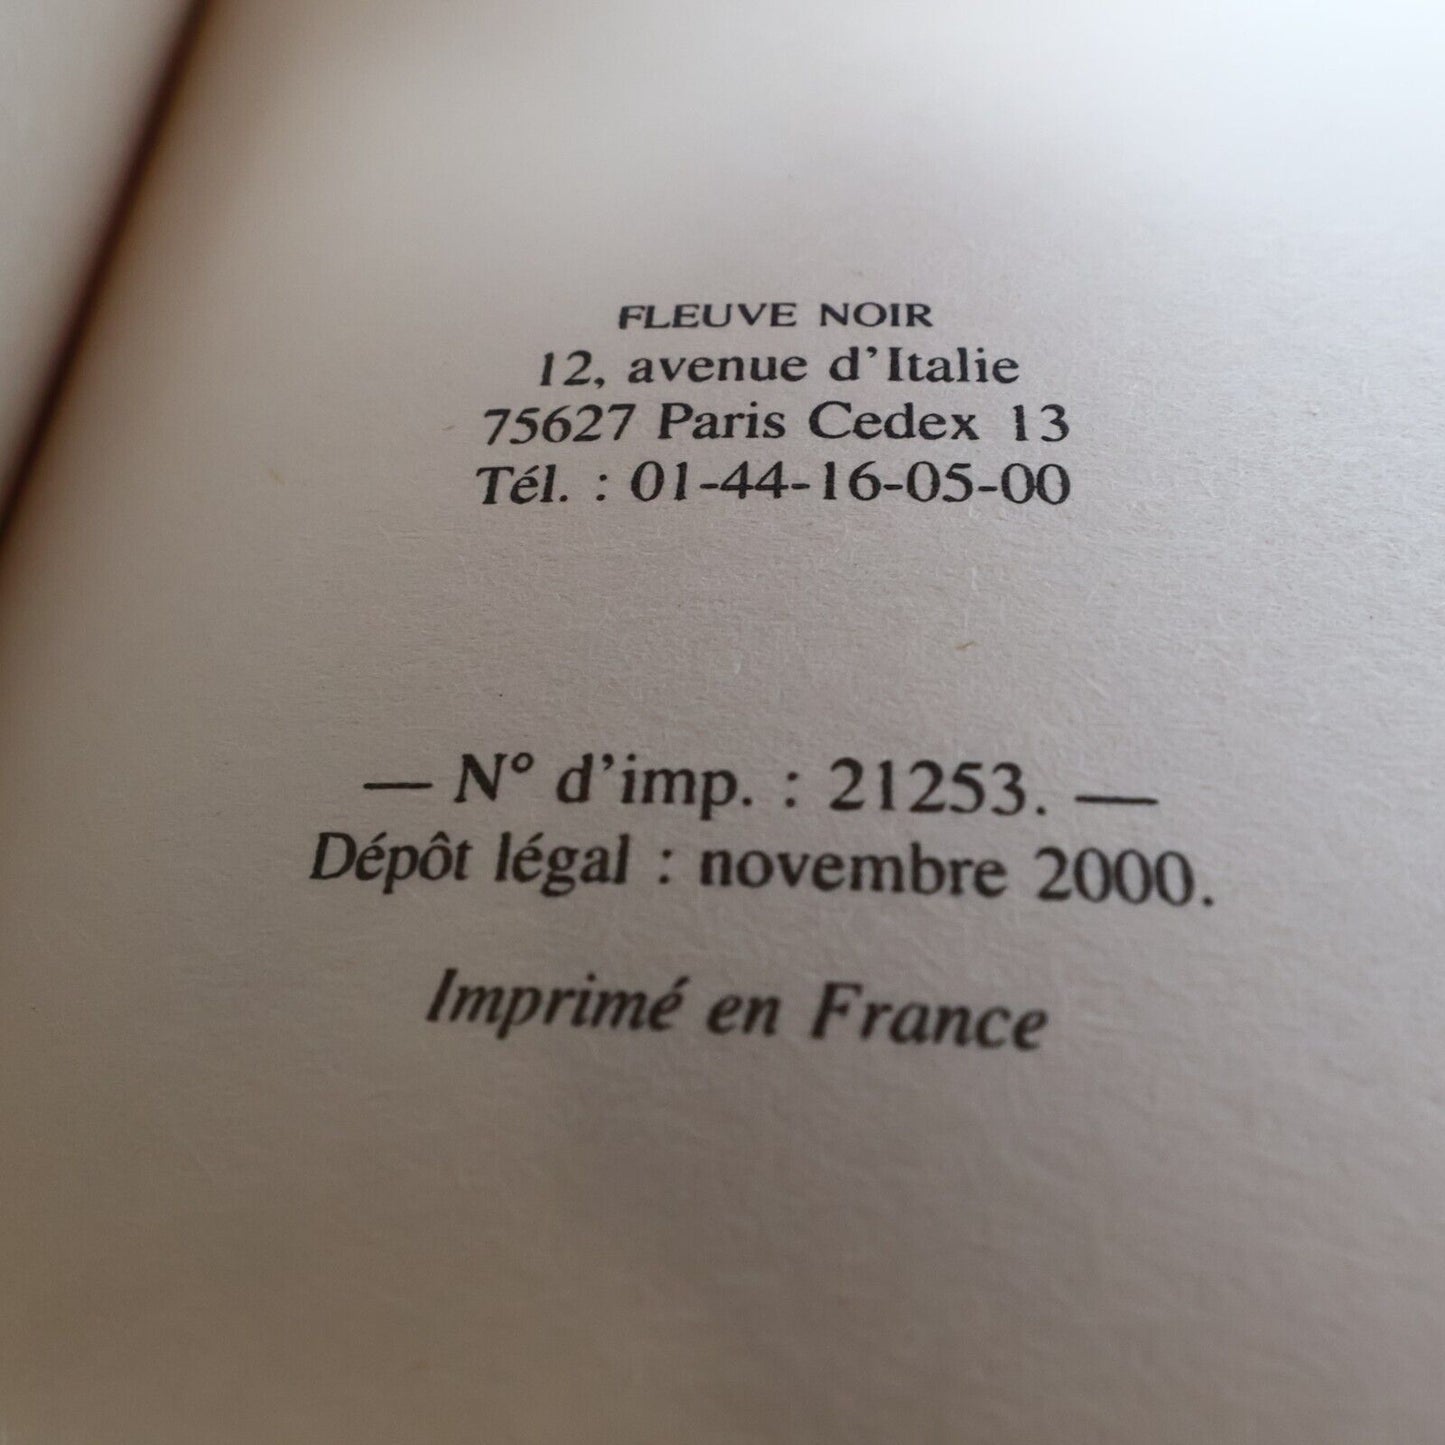 FLEUVE NOIR
12, avenue d'Italie
75627 Paris Cedex 13
Tél. : 01-44-16-05-00
— N° d'imp. : 21253. —
Dépôt légal : novembre 2000.
Imprimé en France